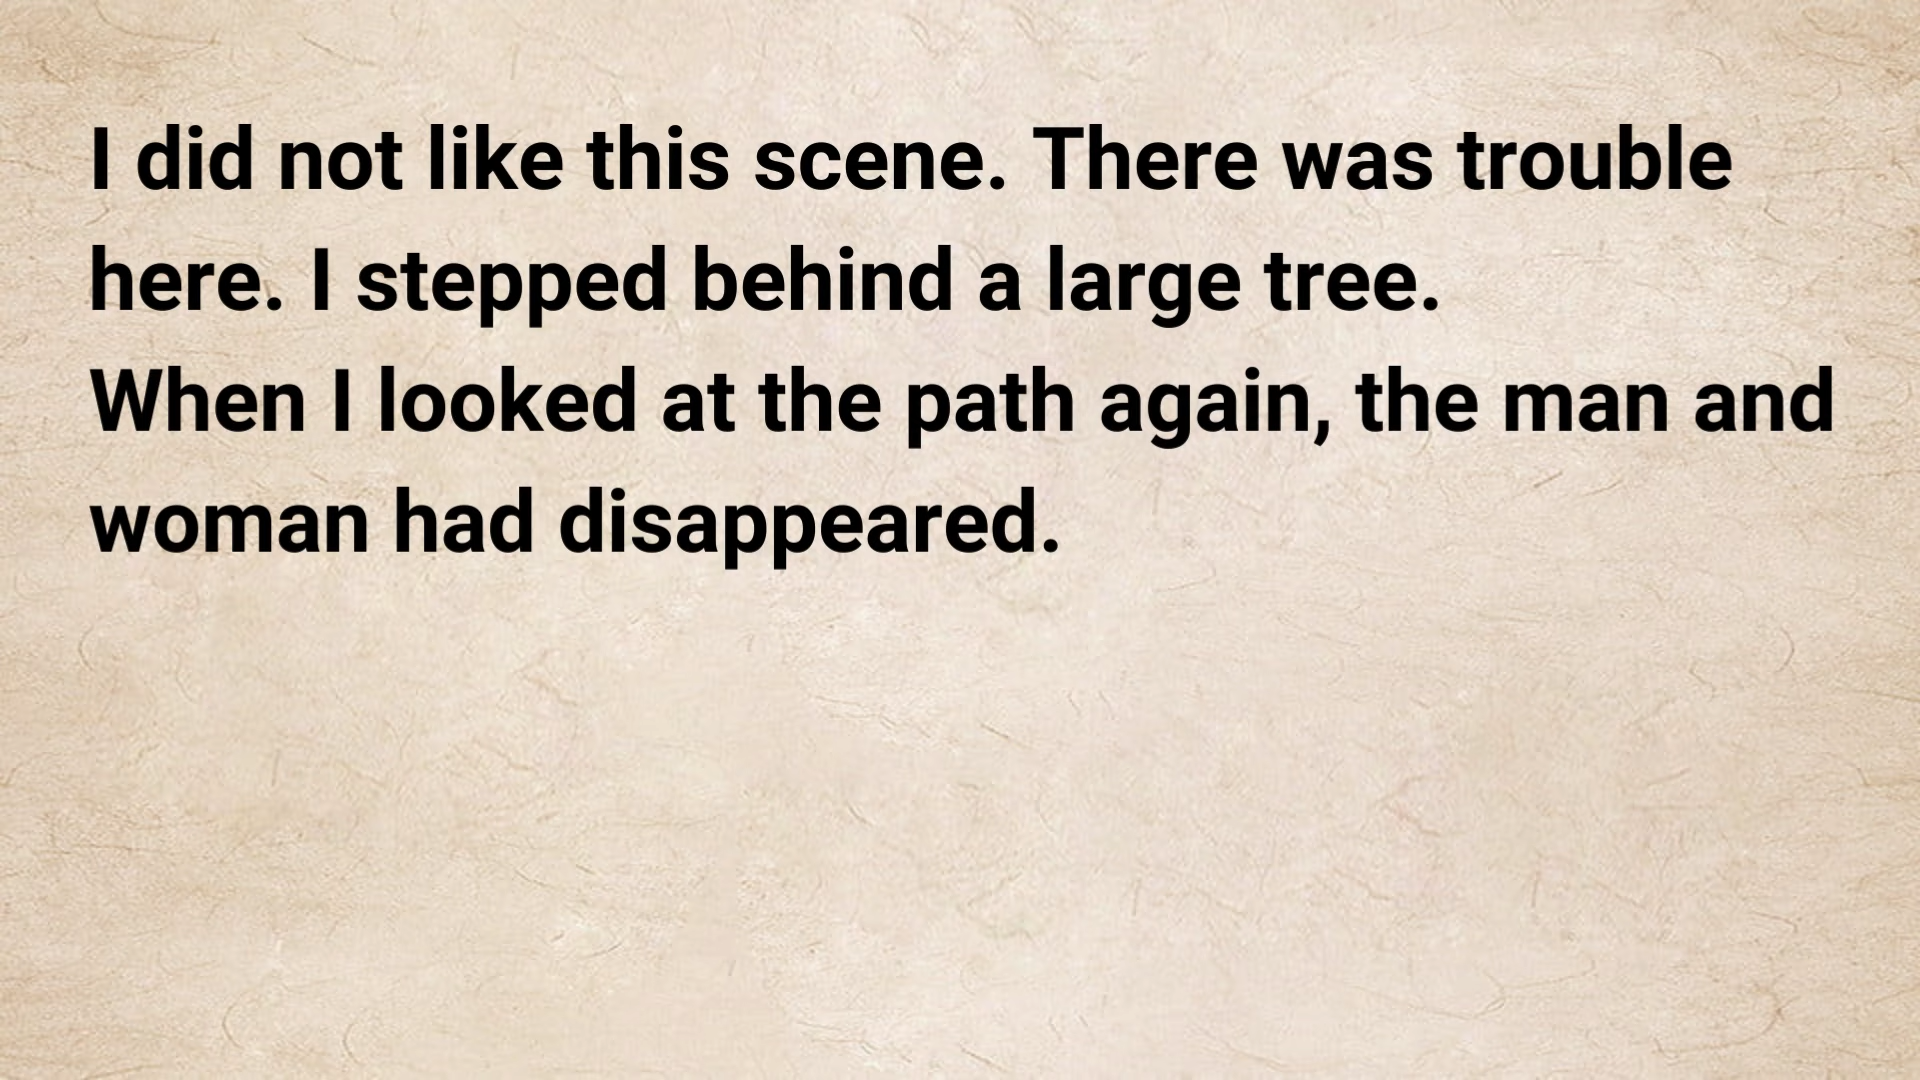 I did not like this scene. There was trouble
here. I stepped behind a large tree.
When I looked at the path again, the man and
woman had disappeared.